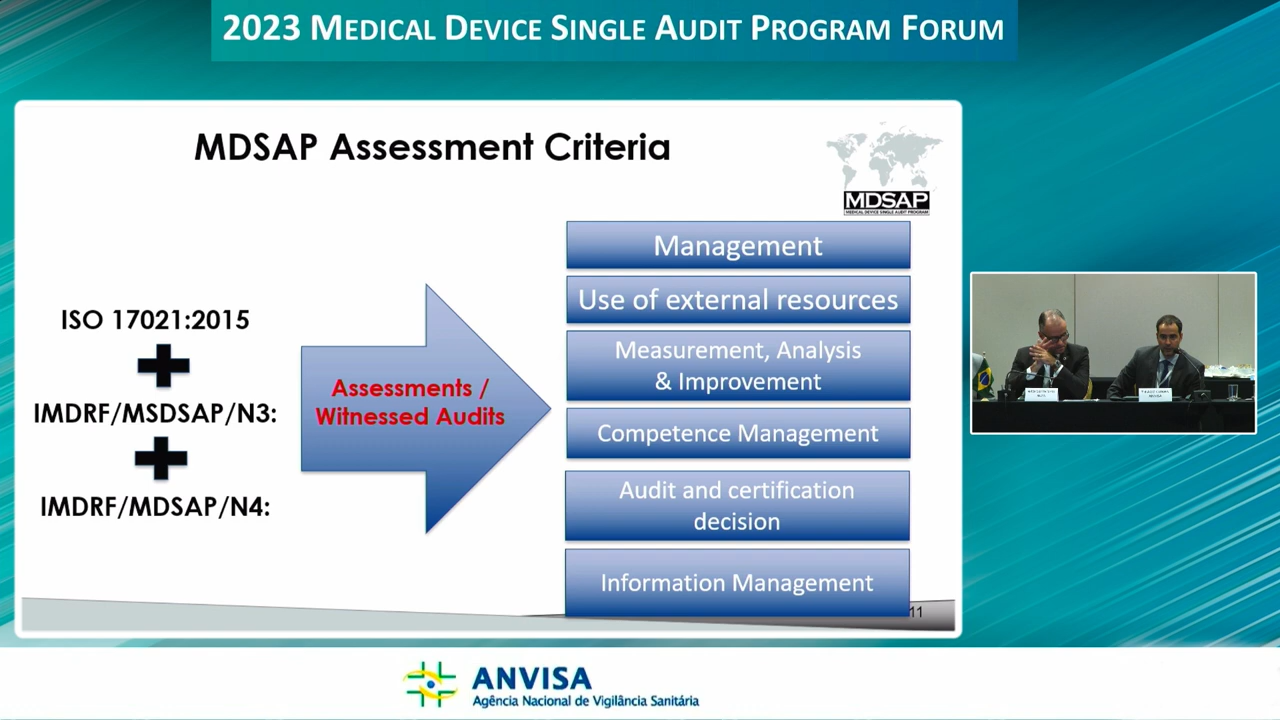 2023 MEDICAL DEVICE SINGLE AUDIT PROGRAM FORUM
MDSAP Assessment Criteria
MDSAP
MEDICAL DEVICE SINGLE AUDIT PROGRAM
ISO 17021:2015
IMDRF/MSDSAP/N3:
IMDRF/MDSAP/N4:
Assessments /
Witnessed Audits
Management
Use of external resources
Measurement, Analysis
& Improvement
Competence Management
Audit and certification
decision
Information Management
11
ANVISA
Agência Nacional de Vigilância Sanitária